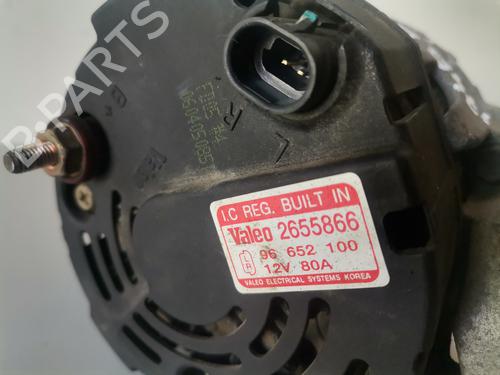 B-PARTS
R
L
I.C REG. BUILT IN
Valeo 2655866
96 652 100
12V 80A
VALEO ELECTRICAL SYSTEMS KOREA